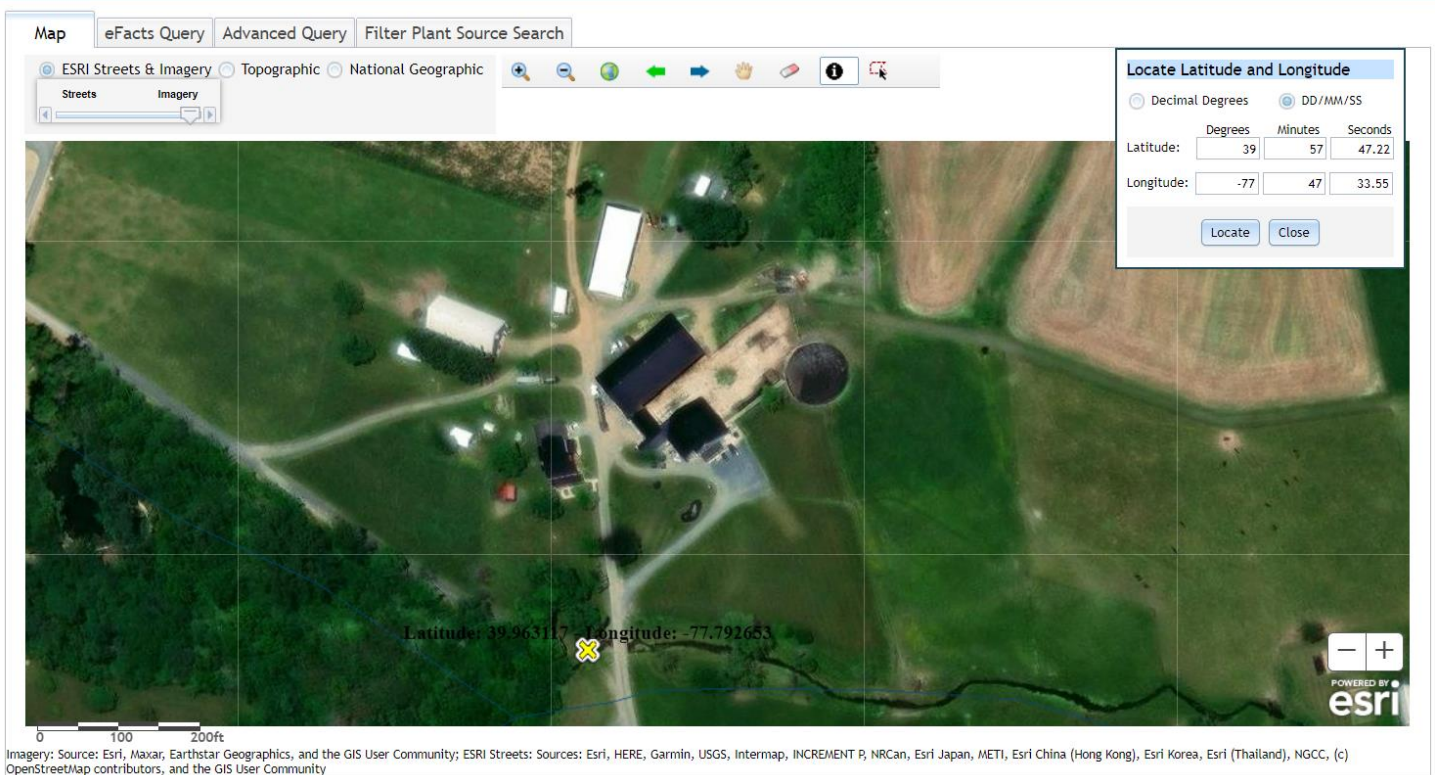 Map eFacts Query Advanced Query Filter Plant Source Search
ESRI Streets & Imagery Topographic National Geographic
Streets Imagery
Locate Latitude and Longitude
Decimal Degrees DD/MM/SS
Degrees Minutes Seconds
Latitude: 39 57 47.22
Longitude: -77 47 33.55
Locate Close
Latitude: 39.963117 - Longitude: -77.792653
POWERED BY
esri
0 100 200ft
Imagery: Source: Esri, Maxar, Earthstar Geographics, and the GIS User Community; ESRI Streets: Sources: Esri, HERE, Garmin, USGS, Intermap, INCREMENT P, NRCan, Esri Japan, METI, Esri China (Hong Kong), Esri Korea, Esri (Thailand), NGCC, (c)
OpenStreetMap contributors, and the GIS User Community